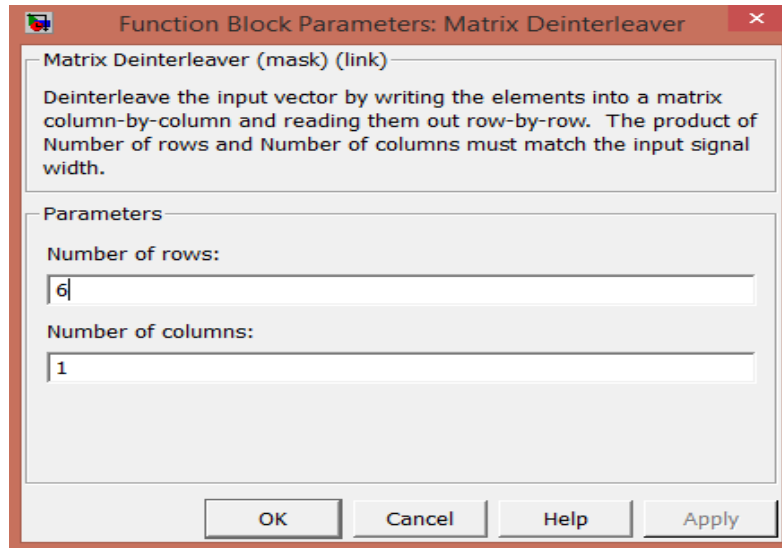 Function Block Parameters: Matrix Deinterleaver
Matrix Deinterleaver (mask) (link)
Deinterleave the input vector by writing the elements into a matrix
column-by-column and reading them out row-by-row. The product of
Number of rows and Number of columns must match the input signal
width.
Parameters
Number of rows:
6
Number of columns:
1
OK Cancel Help Apply